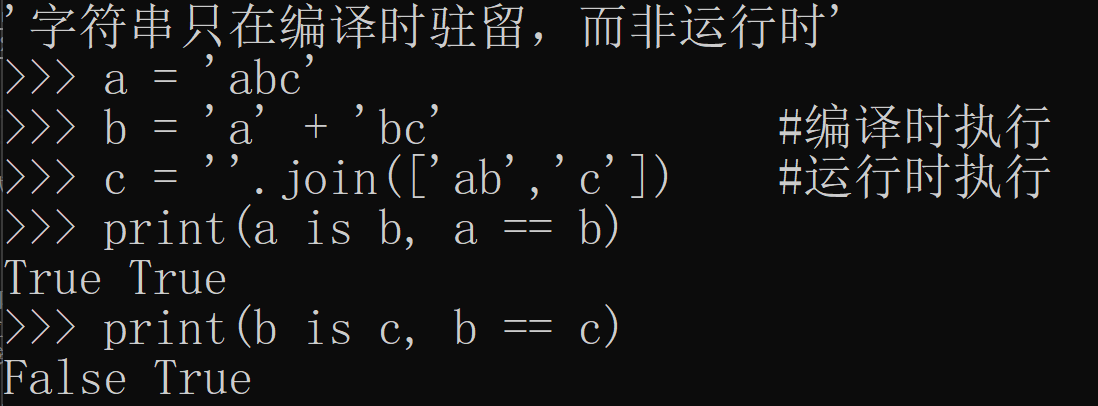 '字符串只在编译时驻留，而非运行时'
>>> a = 'abc'
>>> b = 'a' + 'bc'             #编译时执行
>>> c = ''.join(['ab','c'])    #运行时执行
>>> print(a is b, a == b)
True True
>>> print(b is c, b == c)
False True